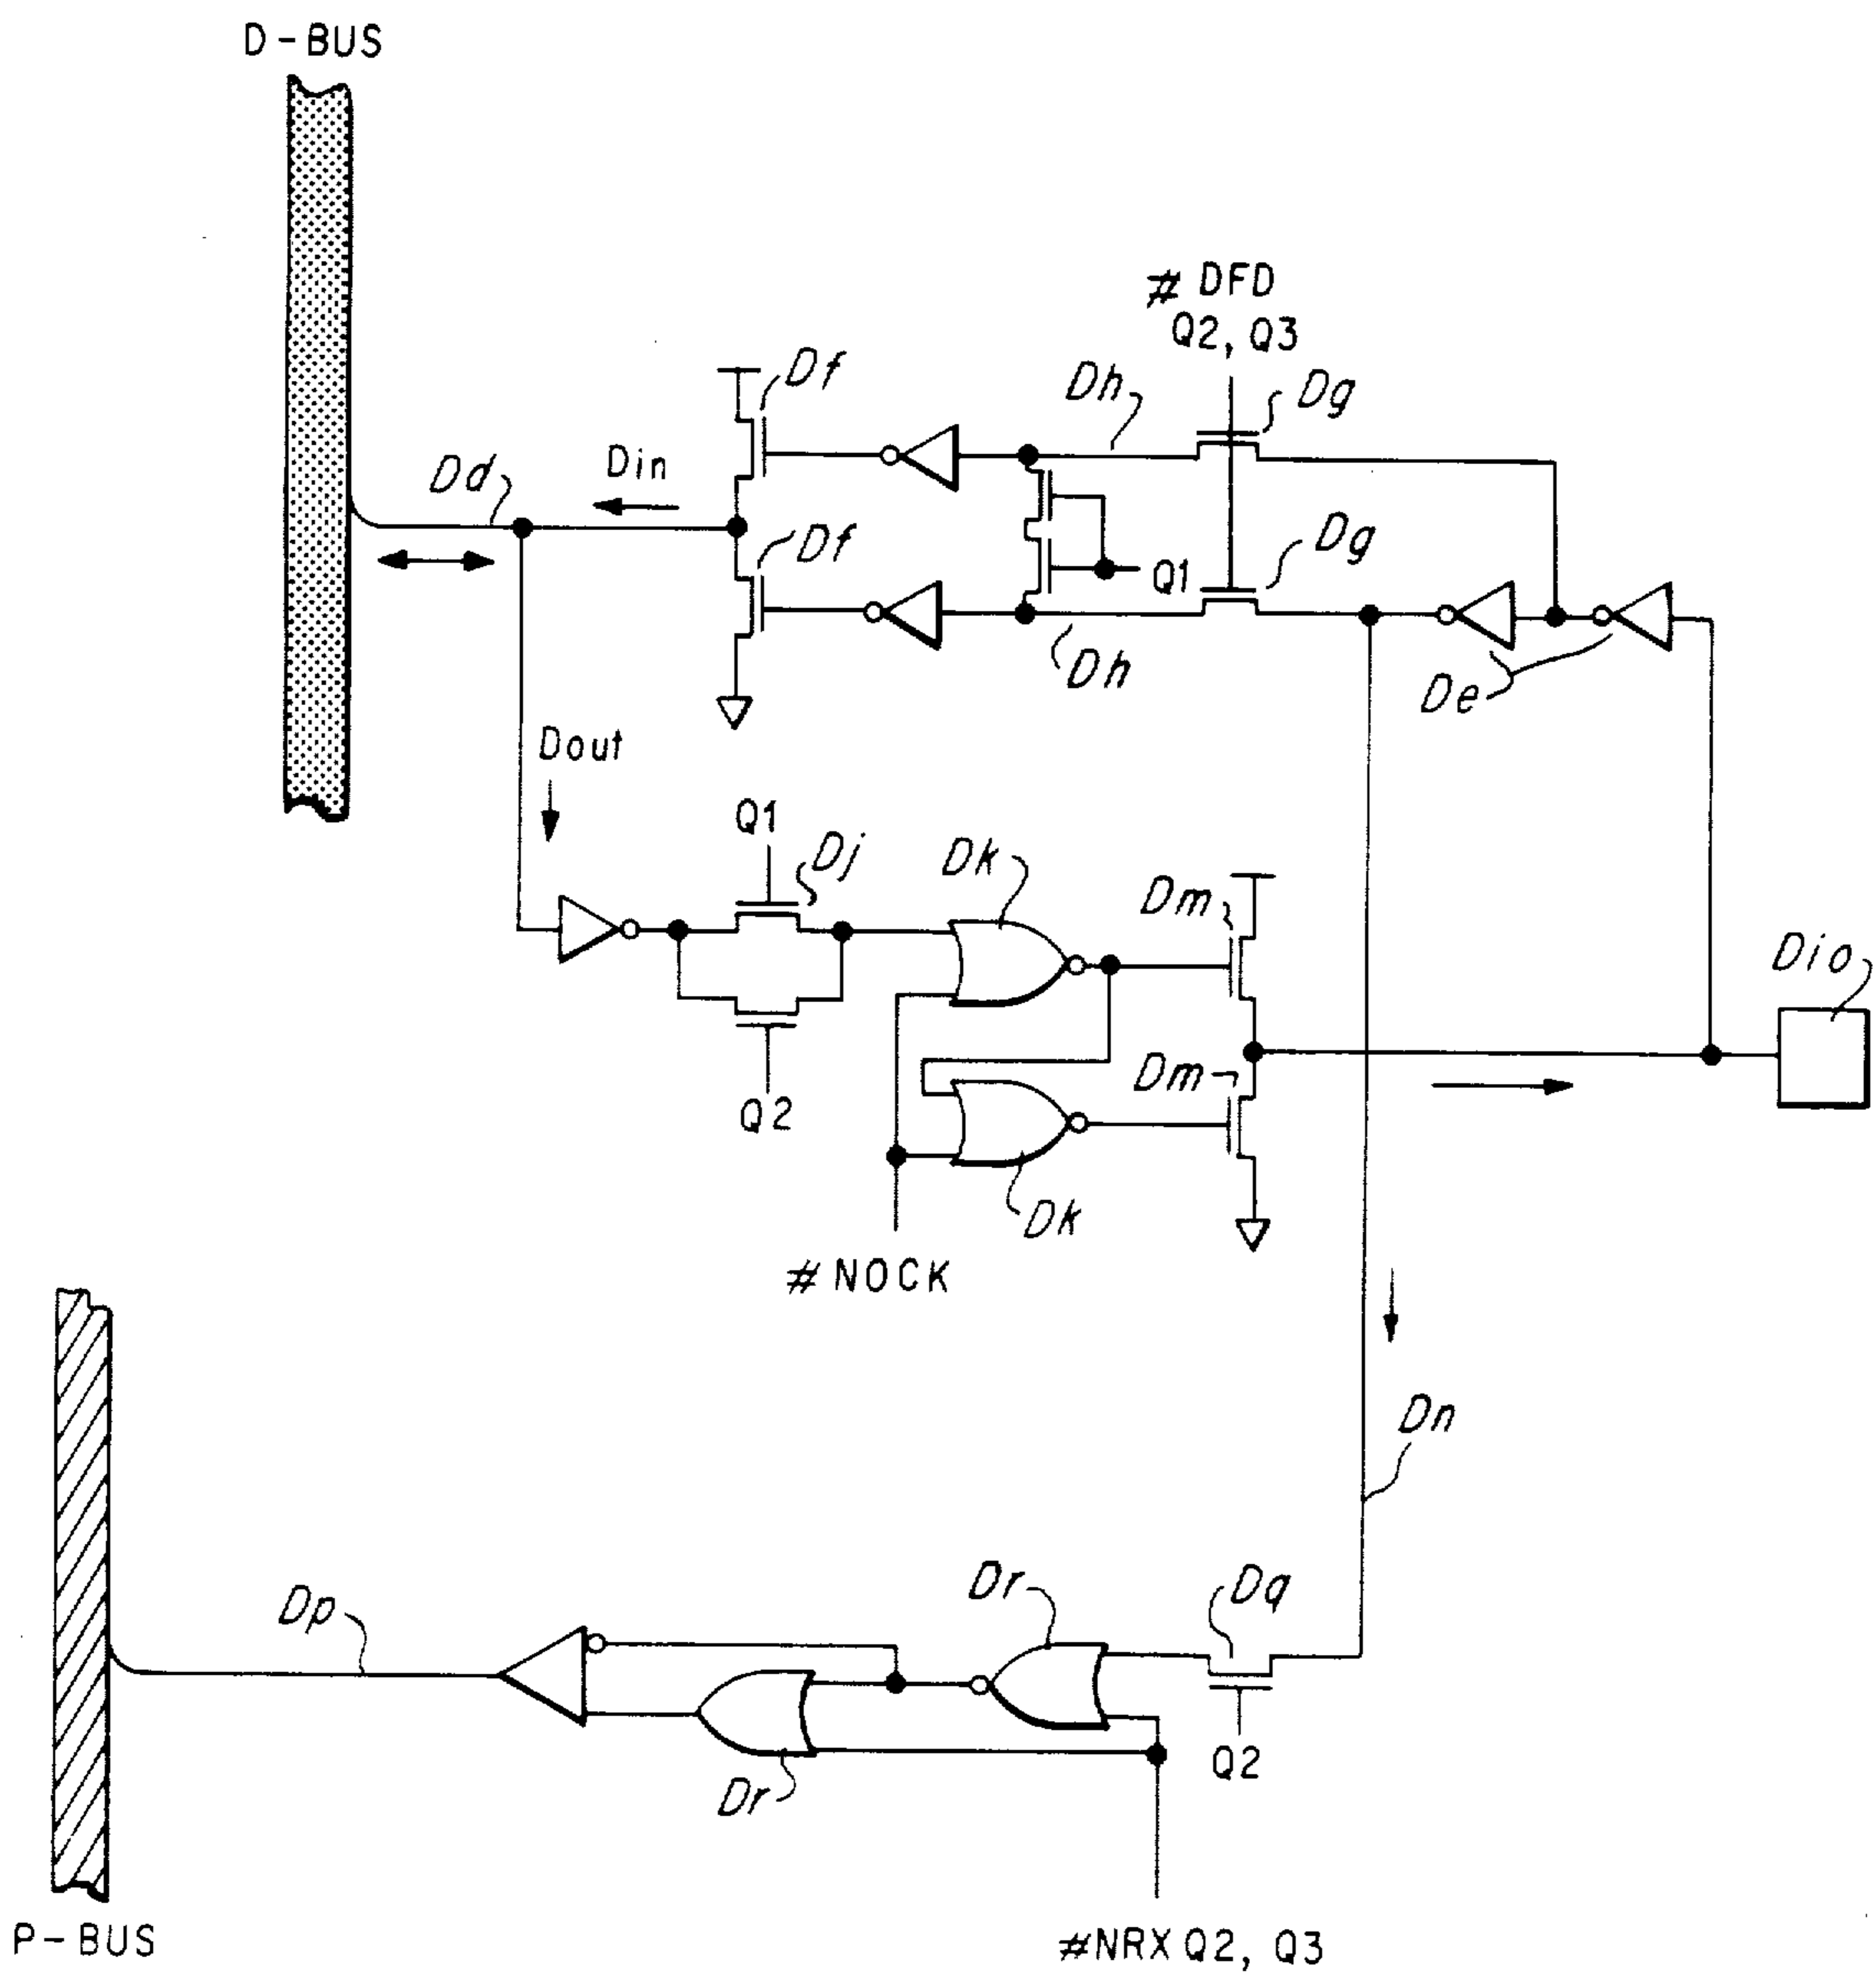 D-BUS
# DFD
Q2, Q3
Df
Dh
Dg
Din
Dd
Df
Dg
Q1
Dh
De
Dout
Q1
Dj
Dk
Dm
Dio
Dm
Q2
Dk
#NOCK
Dn
Dr
Dq
Dp
Q2
Dr
P-BUS
#NRX Q2, Q3